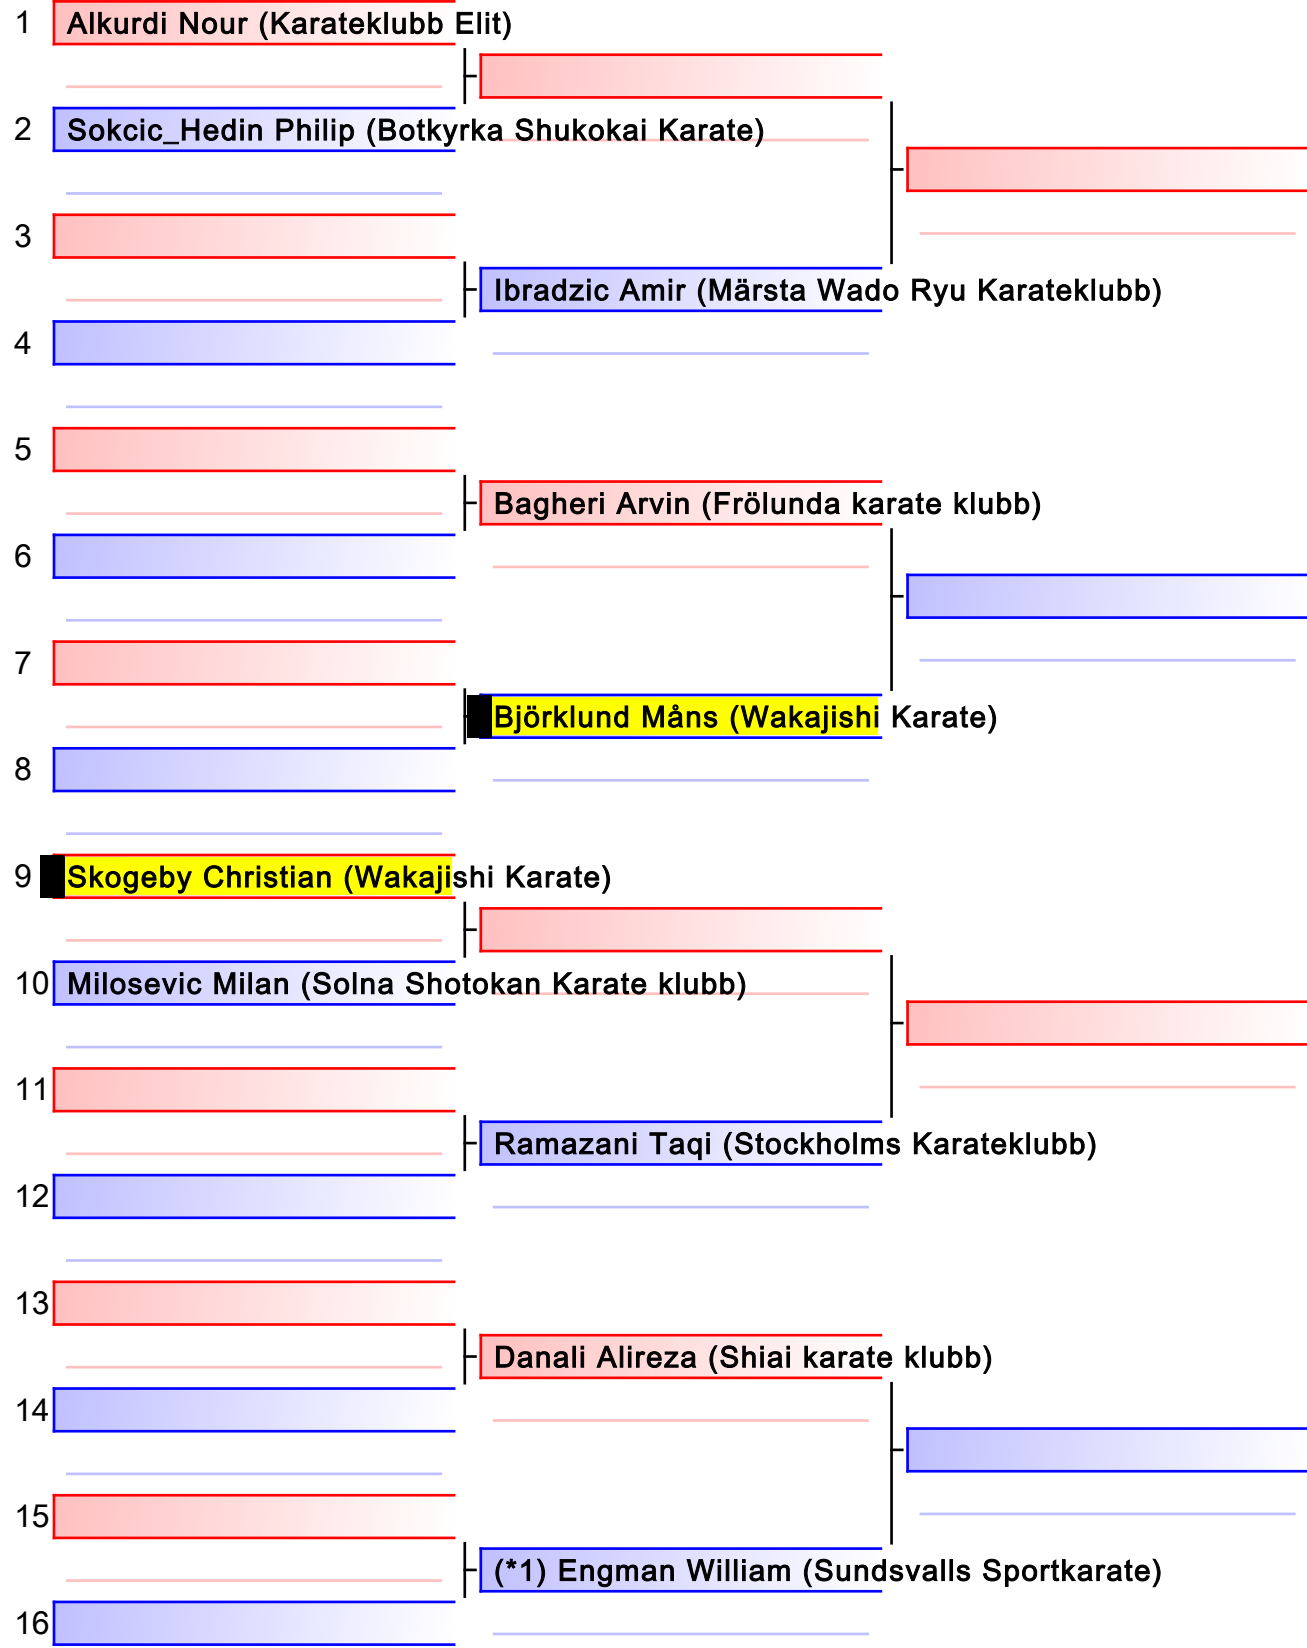 1 Alkurdi Nour (Karateklubb Elit)
2 Sokcic_Hedin Philip (Botkyrka Shukokai Karate)
3
Ibradzic Amir (Märsta Wado Ryu Karateklubb)
4
5
Bagheri Arvin (Frölunda karate klubb)
6
7
Björklund Måns (Wakajishi Karate)
8
9 Skogeby Christian (Wakajishi Karate)
10 Milosevic Milan (Solna Shotokan Karate klubb)
11
Ramazani Taqi (Stockholms Karateklubb)
12
13
Danali Alireza (Shiai karate klubb)
14
15
(*1) Engman William (Sundsvalls Sportkarate)
16